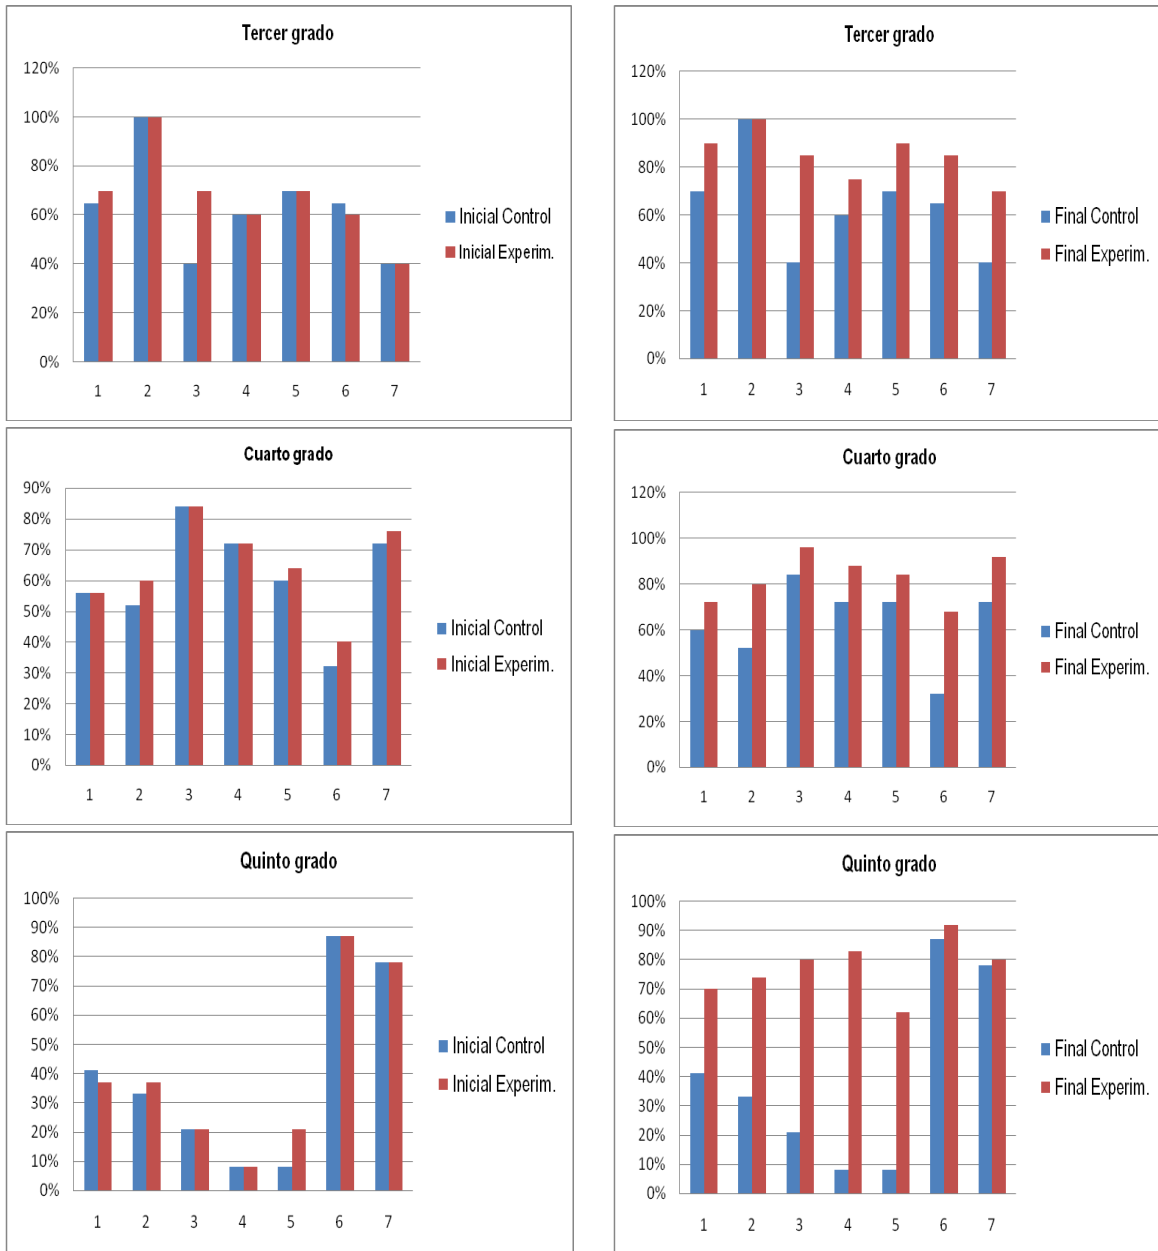 Tercer grado
120%
100%
80%
60%
40%
20%
0%
1 2 3 4 5 6 7
Inicial Control
Inicial Experim.
Tercer grado
120%
100%
80%
60%
40%
20%
0%
1 2 3 4 5 6 7
Final Control
Final Experim.
Cuarto grado
90%
80%
70%
60%
50%
40%
30%
20%
10%
0%
1 2 3 4 5 6 7
Inicial Control
Inicial Experim.
Cuarto grado
120%
100%
80%
60%
40%
20%
0%
1 2 3 4 5 6 7
Final Control
Final Experim.
Quinto grado
100%
90%
80%
70%
60%
50%
40%
30%
20%
10%
0%
1 2 3 4 5 6 7
Inicial Control
Inicial Experim.
Quinto grado
100%
90%
80%
70%
60%
50%
40%
30%
20%
10%
0%
1 2 3 4 5 6 7
Final Control
Final Experim.